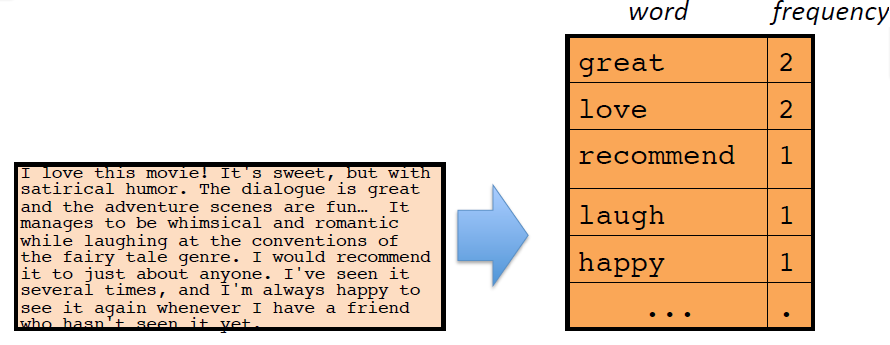 word frequency
I love this movie! It's sweet, but with
satirical humor. The dialogue is great
and the adventure scenes are fun… It
manages to be whimsical and romantic
while laughing at the conventions of
the fairy tale genre. I would recommend
it to just about anyone. I've seen it
several times, and I'm always happy to
see it again whenever I have a friend
who hasn't seen it yet.
great 2
love 2
recommend 1
laugh 1
happy 1
... .